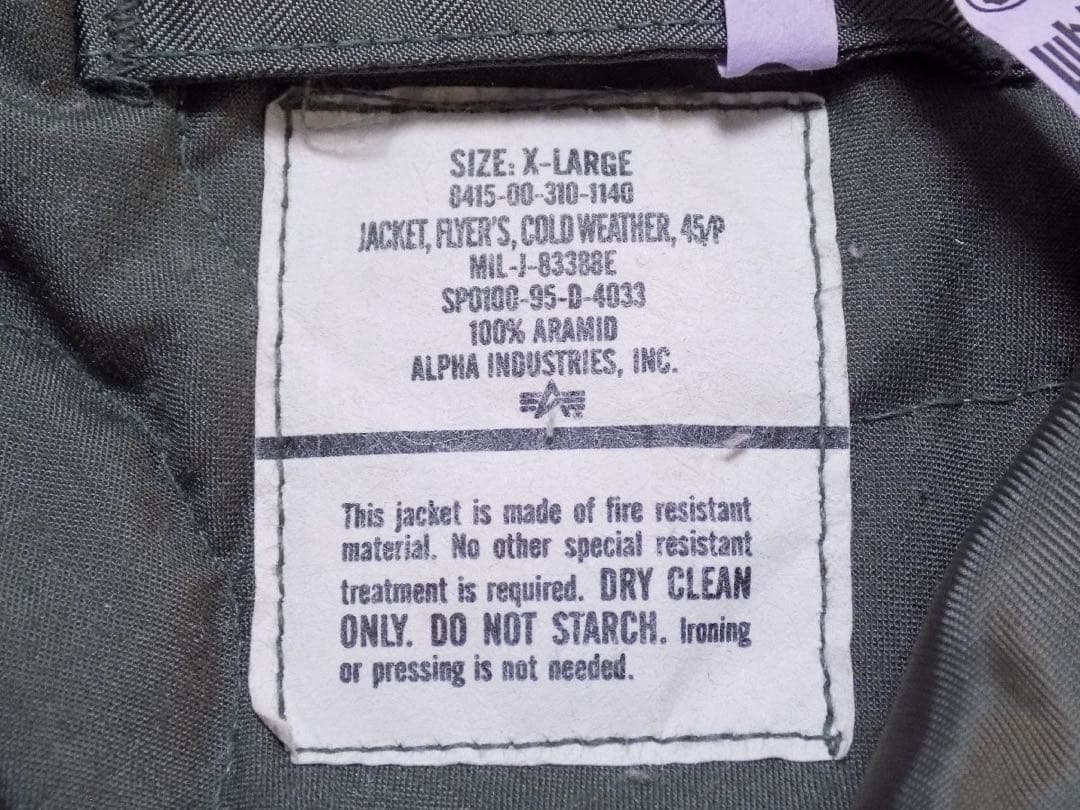 SIZE: X-LARGE
8415-00-310-1140
JACKET, FLYER'S, COLD WEATHER, 45/P
MIL-J-83388E
SPO100-95-D-4033
100% ARAMID
ALPHA INDUSTRIES, INC.
This jacket is made of fire resistant
material. No other special resistant
treatment is required. DRY CLEAN
ONLY. DO NOT STARCH. Ironing
or pressing is not needed.